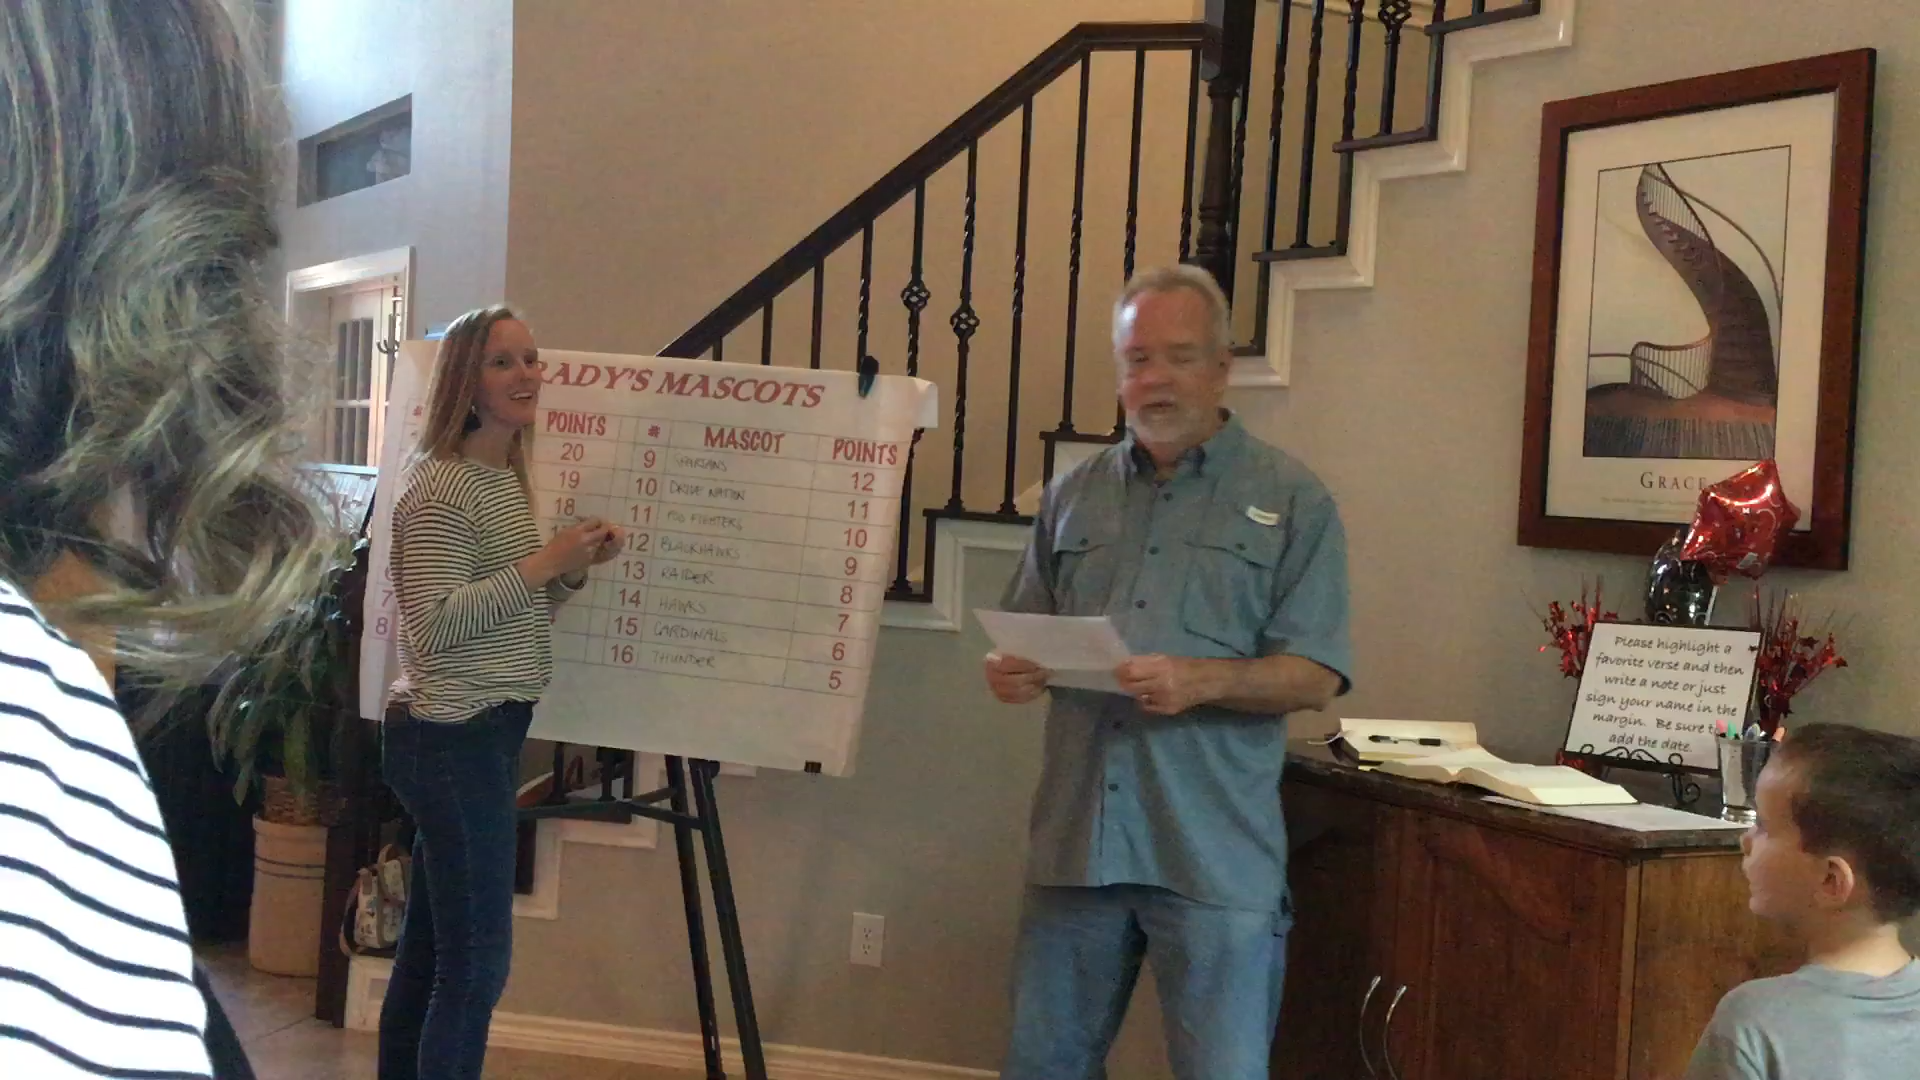 RADY'S MASCOTS
POINTS # MASCOT POINTS
20 9 SPARTANS 12
19 10 DRIVE NATION 11
18 11 FOO FIGHTERS 10
12 BLACKHAWKS 9
13 RAIDER 8
7 14 HAWKS 7
8 15 CARDINALS 6
16 THUNDER 5
GRACE
Please highlight a
favorite verse and then
write a note or just
sign your name in the
margin. Be sure to
add the date.